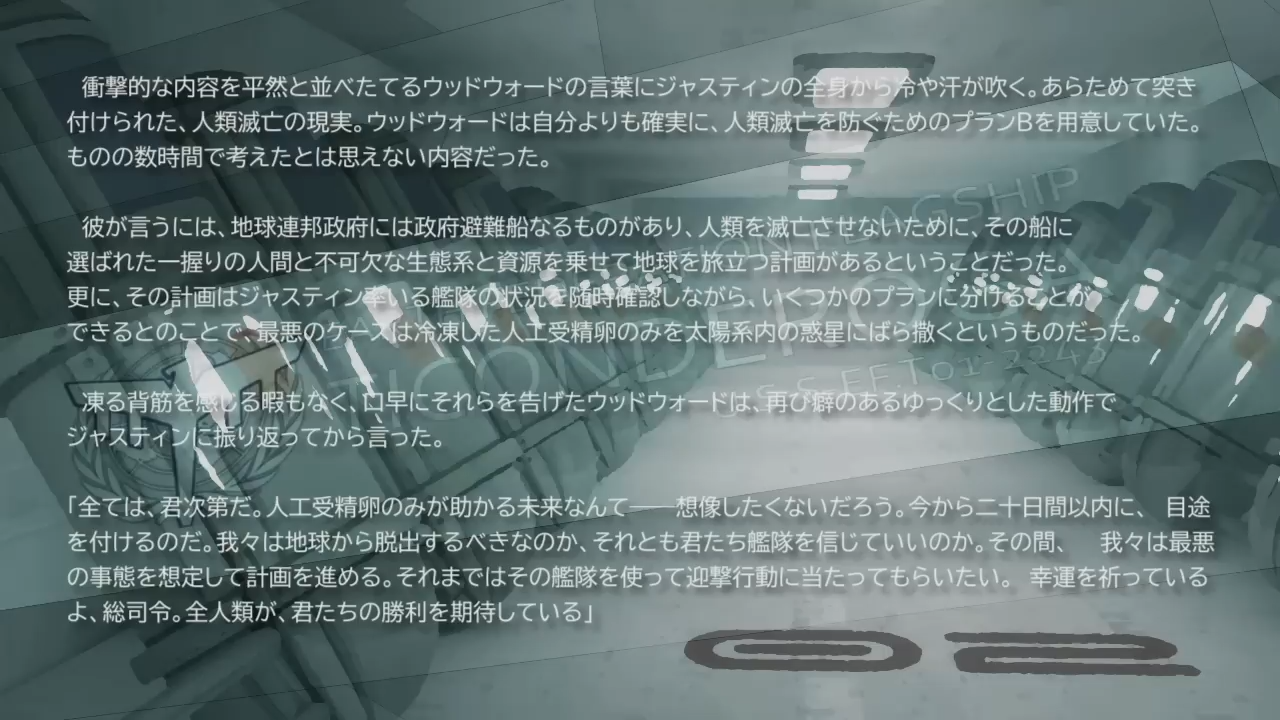 衝撃的な内容を平然と並べたてるウッドウォードの言葉にジャスティンの全身から冷や汗が吹く。あらためて突き
付けられた、人類滅亡の現実。ウッドウォードは自分よりも確実に、人類滅亡を防ぐためのプランBを用意していた。
ものの数時間で考えたとは思えない内容だった。
彼が言うには、地球連邦政府には政府避難船なるものがあり、人類を滅亡させないために、その船に
選ばれた一握りの人間と不可欠な生態系と資源を乗せて地球を旅立つ計画があるということだった。
更に、その計画はジャスティン率いる艦隊の状況を随時確認しながら、いくつかのプランに分けることが
できるとのことで、最悪のケースは冷凍した人工受精卵のみを太陽系内の惑星にばら撒くというものだった。
凍る背筋を感じる暇もなく、口早にそれらを告げたウッドウォードは、再び癖のあるゆっくりとした動作で
ジャスティンに振り返ってから言った。
「全ては、君次第だ。人工受精卵のみが助かる未来なんて――想像したくないだろう。今から二十日間以内に、 目途
を付けるのだ。我々は地球から脱出するべきなのか、それとも君たち艦隊を信じていいのか。その間、 我々は最悪
の事態を想定して計画を進める。それまではその艦隊を使って迎撃行動に当たってもらいたい。 幸運を祈っている
よ、総司令。全人類が、君たちの勝利を期待している」
FLAGSHIP
02